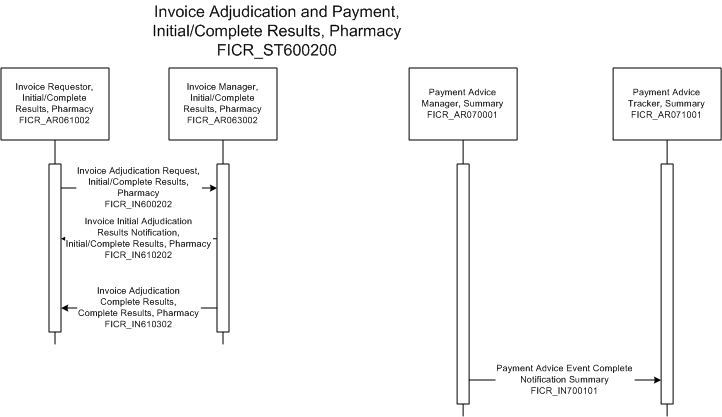 Invoice Adjudication and Payment,
Initial/Complete Results, Pharmacy
FICR_ST600200
Invoice Requestor,
Initial/Complete
Results, Pharmacy
FICR_AR061002
Invoice Manager,
Initial/Complete
Results, Pharmacy
FICR_AR063002
Payment Advice
Manager, Summary
FICR_AR070001
Payment Advice
Tracker, Summary
FICR_AR071001
Invoice Adjudication Request,
Initial/Complete Results,
Pharmacy
FICR_IN600202
Invoice Initial Adjudication
Results Notification,
Initial/Complete Results, Pharmacy
FICR_IN610202
Invoice Adjudication
Complete Results,
Complete Results, Pharmacy
FICR_IN610302
Payment Advice Event Complete
Notification Summary
FICR_IN700101